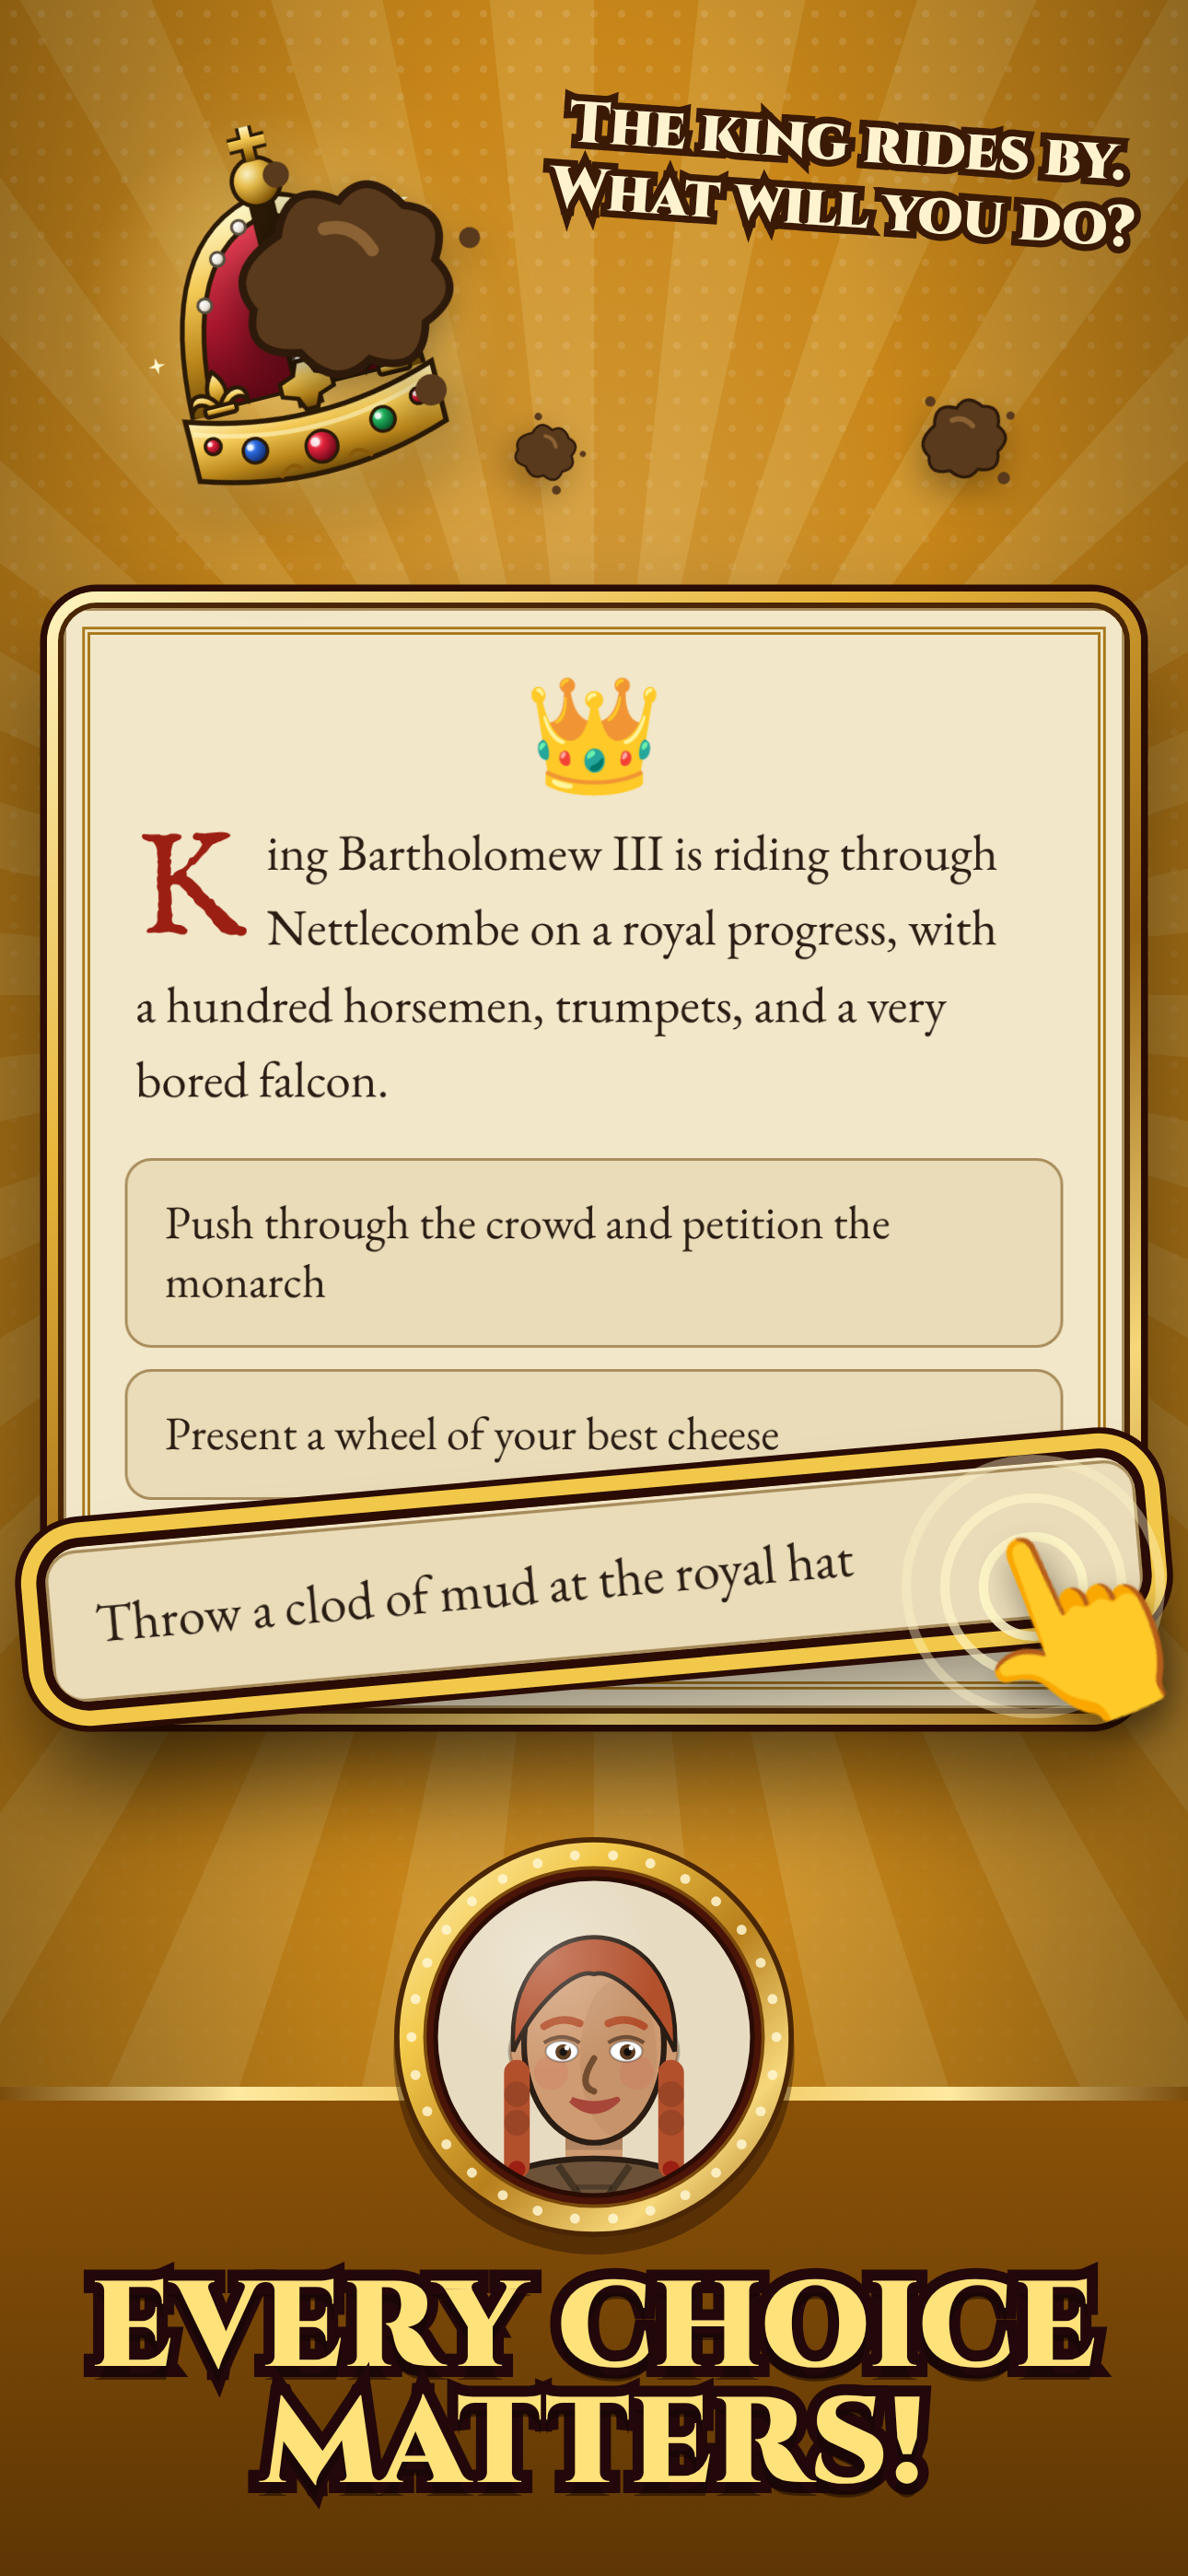 The king rides by.
What will you do?
King Bartholomew III is riding through
Nettlecombe on a royal progress, with
a hundred horsemen, trumpets, and a very
bored falcon.
Push through the crowd and petition the
monarch
Present a wheel of your best cheese
Throw a clod of mud at the royal hat
EVERY CHOICE
MATTERS!